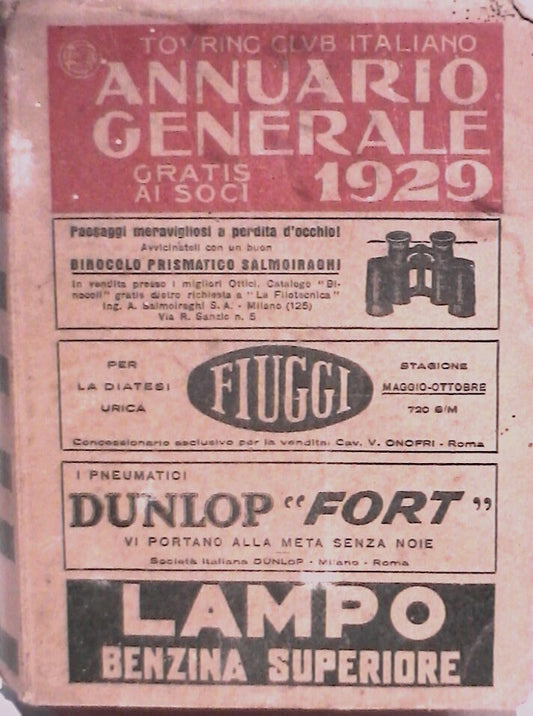 TOVRING CLVB ITALIANO
ANNUARIO
GENERALE
GRATIS
AI SOCI
1929
Paesaggi meravigliosi a perdita d'occhio!
Avvicinateli con un buon
BINOCOLO PRISMATICO SALMOIRAGHI
In vendita presso i migliori Ottici. Catalogo "Bi-
nocoli" gratis dietro richiesta a "La Filotecnica"
Ing. A. Salmoiraghi S. A. - Milano (125)
Via R. Sanzio n. 5
PER
LA DIATESI
URICA
FIUGGI
STAGIONE
MAGGIO-OTTOBRE
720 S/M
Concessionario esclusivo per la vendita: Cav. V. ONOFRI - Roma
I PNEUMATICI
DUNLOP "FORT"
VI PORTANO ALLA META SENZA NOIE
Società Italiana DUNLOP - Milano - Roma
LAMPO
BENZINA SUPERIORE